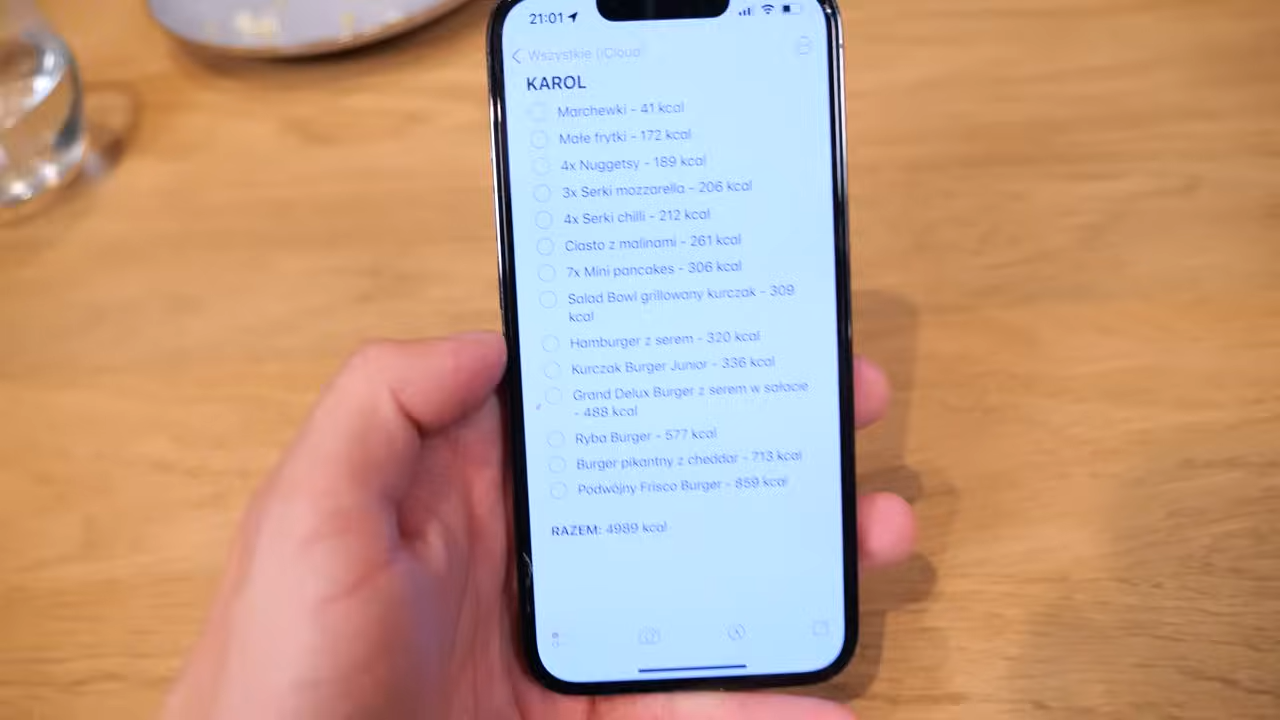 21:01
Wszystkie (iCloud
KAROL
Marchewki - 41 kcal
Małe frytki - 172 kcal
4x Nuggetsy - 189 kcal
3x Serki mozzarella - 206 kcal
4x Serki chilli - 212 kcal
Ciasto z malinami - 261 kcal
7x Mini pancakes - 306 kcal
Salad Bowl grillowany kurczak - 309
kcal
Hamburger z serem - 320 kcal
Kurczak Burger Junior - 336 kcal
Grand Delux Burger z serem w sałacie
- 488 kcal
Ryba Burger - 577 kcal
Burger pikantny z cheddar - 713 kcal
Podwójny Frisco Burger - 859 kcal
RAZEM: 4989 kcal